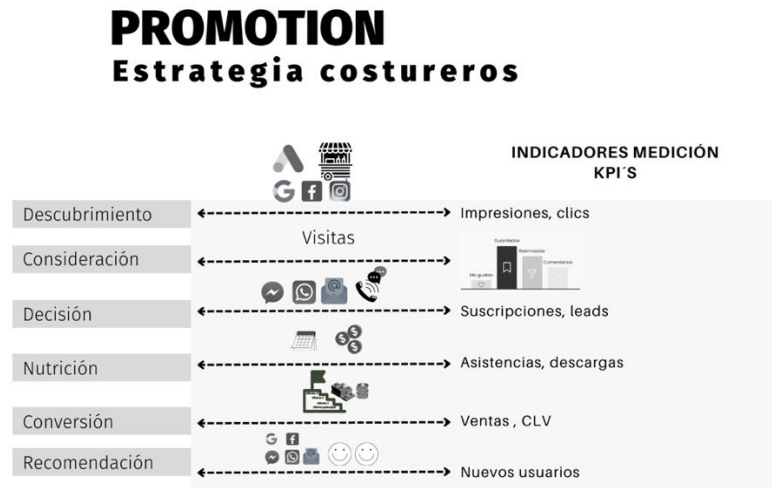 PROMOTION
Estrategia costureros
INDICADORES MEDICIÓN
KPI´S
Descubrimiento
Impresiones, clics
Visitas
Consideración
Guardados
Reenviados
Comentarios
Me gustas
Decisión
Suscripciones, leads
Nutrición
Asistencias, descargas
Conversión
Ventas , CLV
Recomendación
Nuevos usuarios